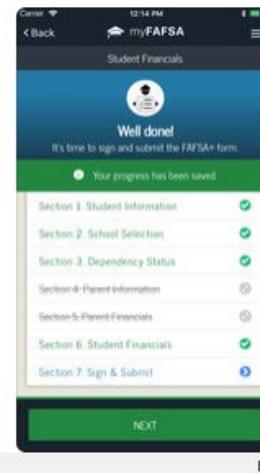 Carrier 12:14 PM
Back myFAFSA
Student Financials
Well done!
It's time to sign and submit the FAFSA® form.
Your progress has been saved
Section 1. Student Information
Section 2. School Selection
Section 3. Dependency Status
Section 4. Parent Information
Section 5. Parent Financials
Section 6. Student Financials
Section 7. Sign & Submit
NEXT